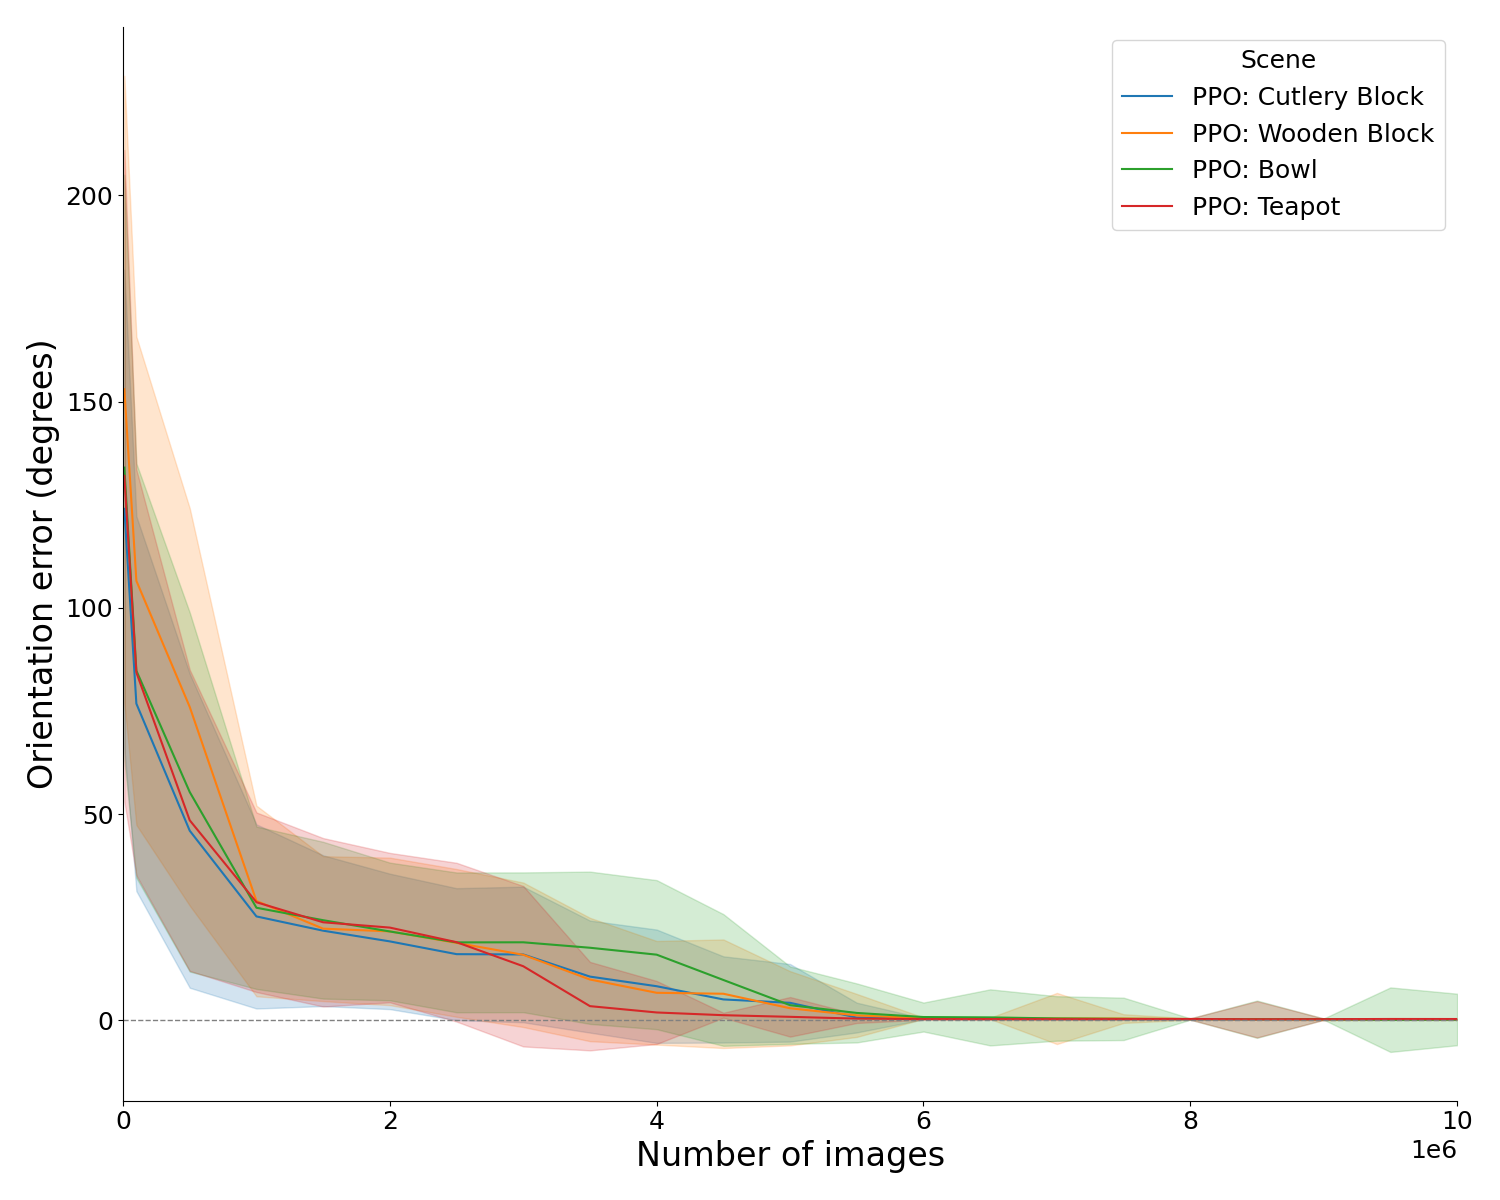 Scene
PPO: Cutlery Block
PPO: Wooden Block
PPO: Bowl
PPO: Teapot
Orientation error (degrees)
200
150
100
50
0
0 2 4 6 8 10
1e6
Number of images